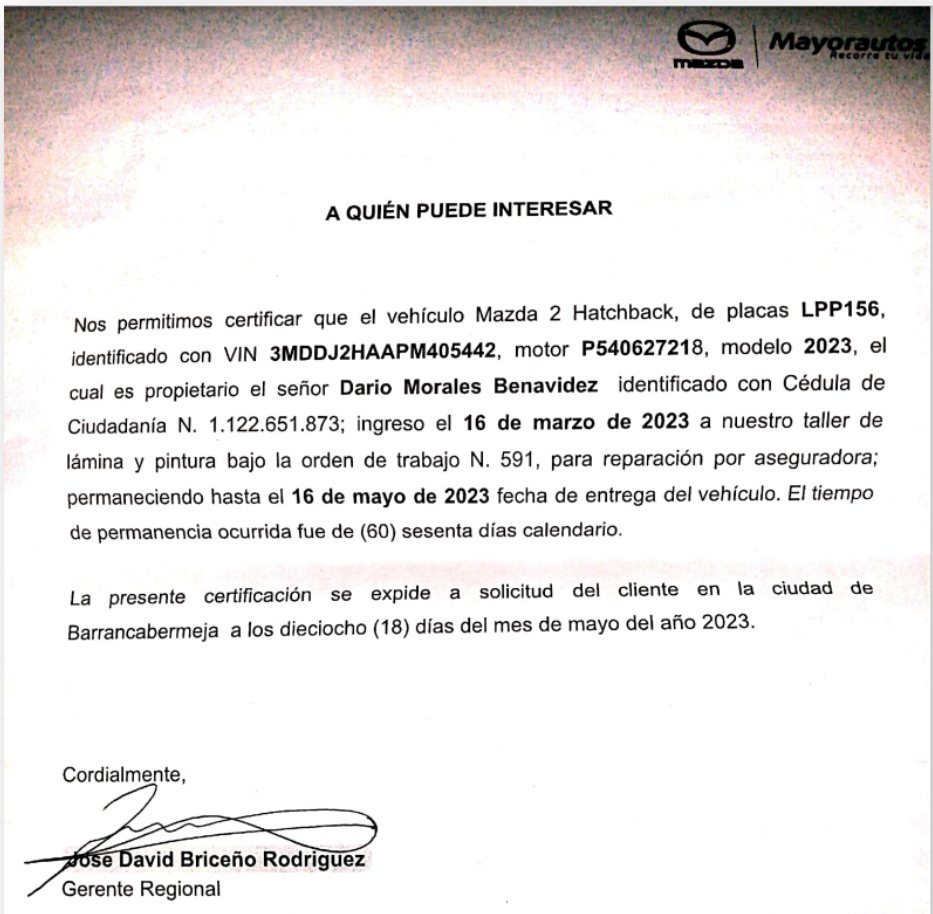 mazda
Mayorautos
Recorre tu vida
A QUIÉN PUEDE INTERESAR
Nos permitimos certificar que el vehículo Mazda 2 Hatchback, de placas LPP156,
identificado con VIN 3MDDJ2HAAPM405442, motor P540627218, modelo 2023, el
cual es propietario el señor Dario Morales Benavidez identificado con Cédula de
Ciudadanía N. 1.122.651.873; ingreso el 16 de marzo de 2023 a nuestro taller de
lámina y pintura bajo la orden de trabajo N. 591, para reparación por aseguradora;
permaneciendo hasta el 16 de mayo de 2023 fecha de entrega del vehículo. El tiempo
de permanencia ocurrida fue de (60) sesenta días calendario.
La presente certificación se expide a solicitud del cliente en la ciudad de
Barrancabermeja a los dieciocho (18) días del mes de mayo del año 2023.
Cordialmente,
Jose David Briceño Rodriguez
Gerente Regional